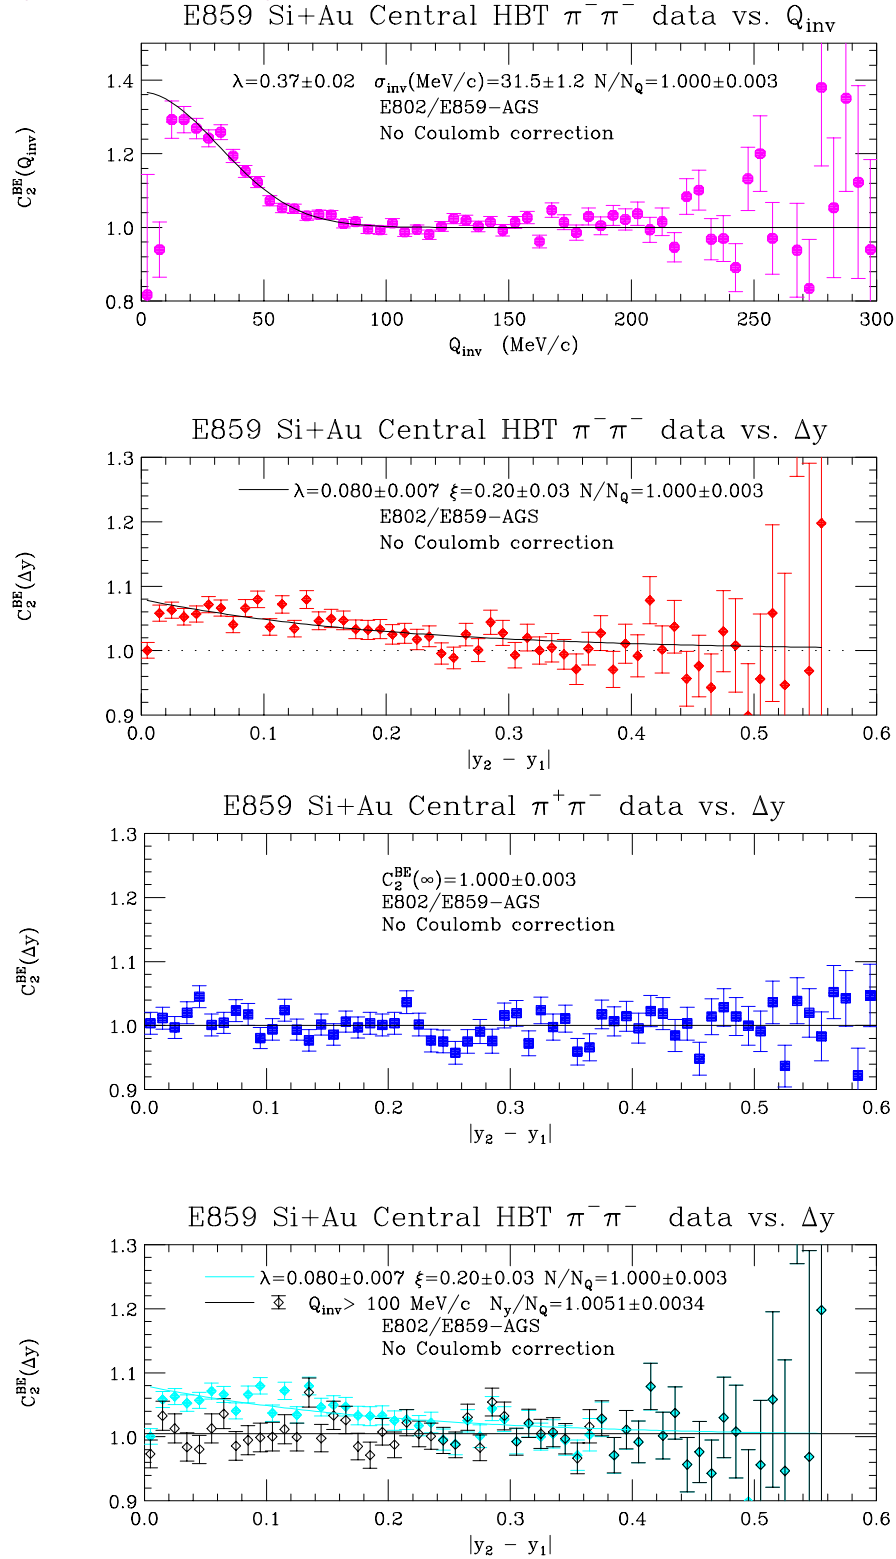 E859 Si+Au Central HBT π⁻π⁻ data vs. Q_inv
1.4
λ=0.37±0.02 σ_inv(MeV/c)=31.5±1.2 N/N_Q=1.000±0.003
E802/E859−AGS
No Coulomb correction
1.2
C₂^BE(Q_inv)
1.0
0.8
0 50 100 150 200 250 300
Q_inv (MeV/c)
E859 Si+Au Central HBT π⁻π⁻ data vs. Δy
1.3
λ=0.080±0.007 ξ=0.20±0.03 N/N_Q=1.000±0.003
E802/E859−AGS
1.2
No Coulomb correction
C₂^BE(Δy)
1.1
1.0
0.9
0.0 0.1 0.2 0.3 0.4 0.5 0.6
|y₂ − y₁|
E859 Si+Au Central π⁺π⁻ data vs. Δy
1.3
C₂^BE(∞)=1.000±0.003
1.2
E802/E859−AGS
No Coulomb correction
C₂^BE(Δy)
1.1
1.0
0.9
0.0 0.1 0.2 0.3 0.4 0.5 0.6
|y₂ − y₁|
E859 Si+Au Central HBT π⁻π⁻ data vs. Δy
1.3
λ=0.080±0.007 ξ=0.20±0.03 N/N_Q=1.000±0.003
Q_inv> 100 MeV/c N_y/N_Q=1.0051±0.0034
1.2
E802/E859−AGS
No Coulomb correction
C₂^BE(Δy)
1.1
1.0
0.9
0.0 0.1 0.2 0.3 0.4 0.5 0.6
|y₂ − y₁|